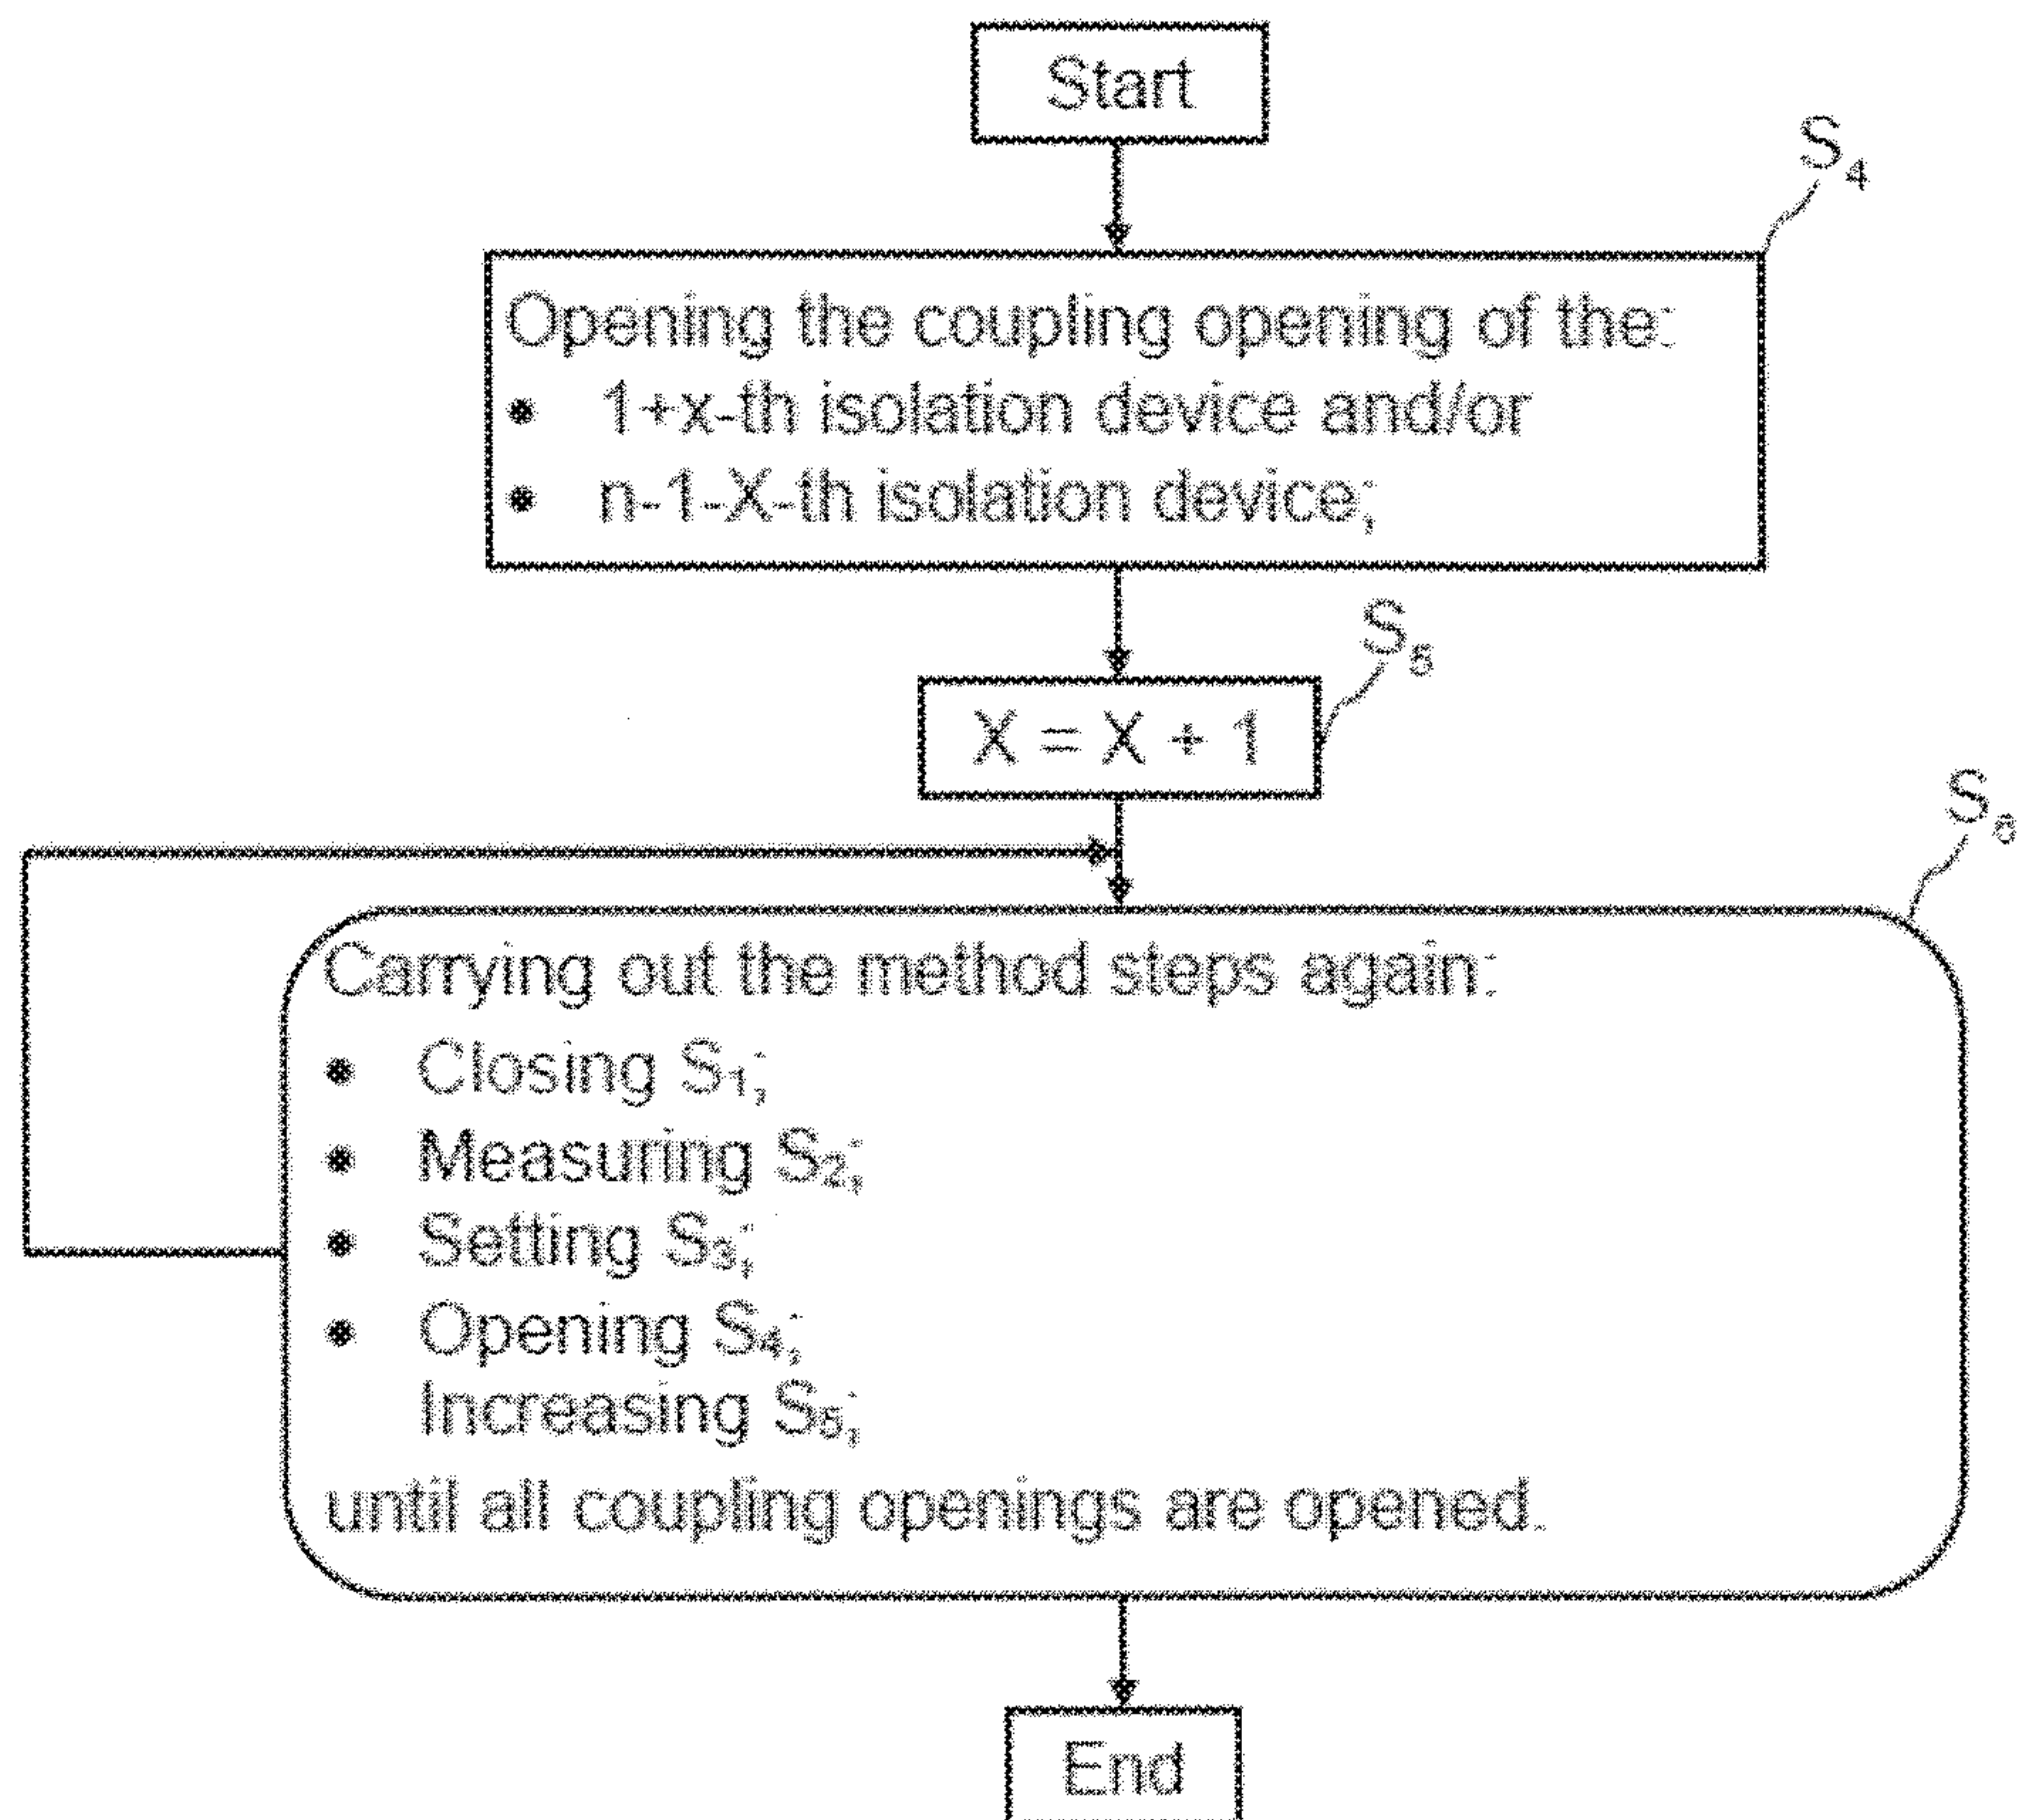 Start
S₄
Opening the coupling opening of the:
• 1+x-th isolation device and/or
• n-1-X-th isolation device;
S₅
X = X + 1
S₆
Carrying out the method steps again:
• Closing S₁;
• Measuring S₂;
• Setting S₃;
• Opening S₄;
Increasing S₅;
until all coupling openings are opened.
End